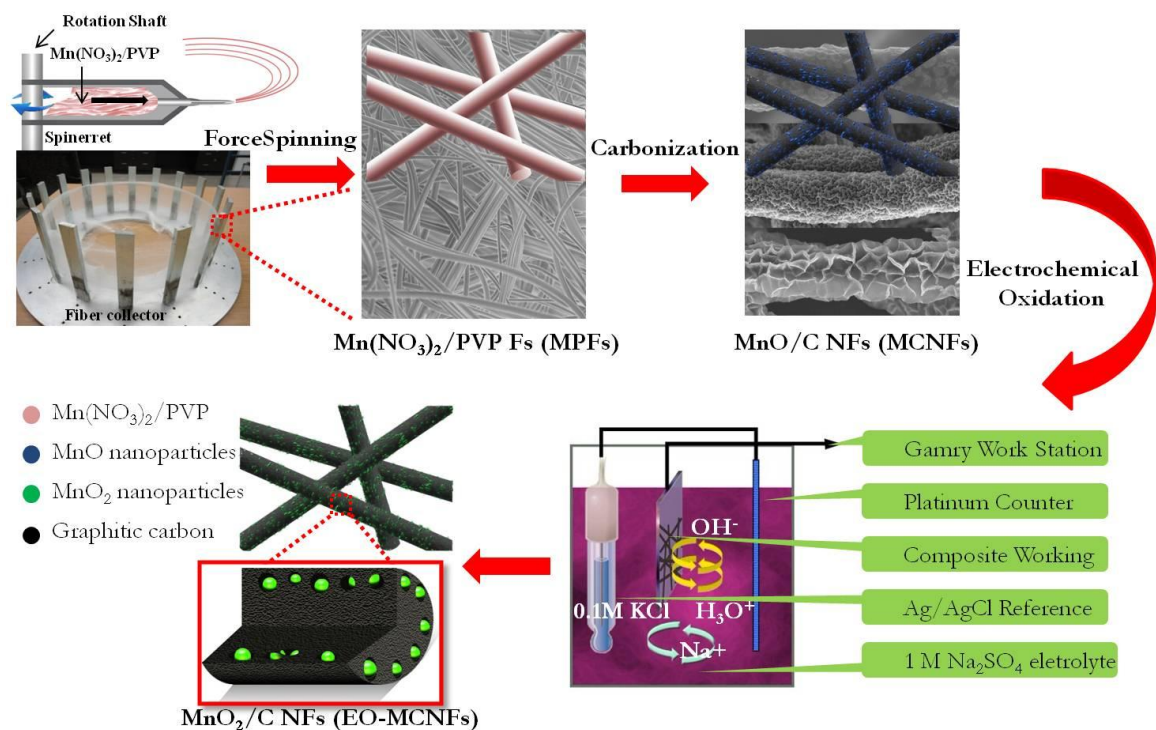 Rotation Shaft
Mn(NO₃)₂/PVP
Spinerret
Fiber collector
ForceSpinning
Mn(NO₃)₂/PVP Fs (MPFs)
Carbonization
MnO/C NFs (MCNFs)
Electrochemical
Oxidation
Mn(NO₃)₂/PVP
MnO nanoparticles
MnO₂ nanoparticles
Graphitic carbon
MnO₂/C NFs (EO-MCNFs)
OH⁻
0.1M KCl
H₃O⁺
Na⁺
Gamry Work Station
Platinum Counter
Composite Working
Ag/AgCl Reference
1 M Na₂SO₄ eletrolyte